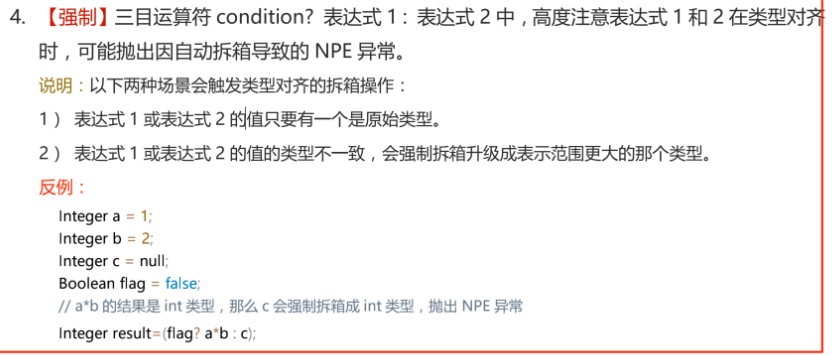 4. 【强制】三目运算符 condition? 表达式 1：表达式 2 中，高度注意表达式 1 和 2 在类型对齐
时，可能抛出因自动拆箱导致的 NPE 异常。
说明：以下两种场景会触发类型对齐的拆箱操作：
1） 表达式 1 或表达式 2 的值只要有一个是原始类型。
2） 表达式 1 或表达式 2 的值的类型不一致，会强制拆箱升级成表示范围更大的那个类型。
反例：
Integer a = 1;
Integer b = 2;
Integer c = null;
Boolean flag = false;
// a*b 的结果是 int 类型，那么 c 会强制拆箱成 int 类型，抛出 NPE 异常
Integer result=(flag? a*b : c);